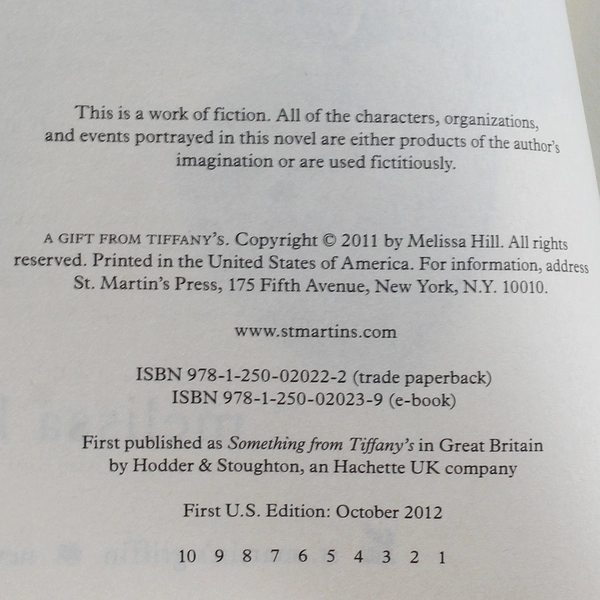 This is a work of fiction. All of the characters, organizations,
and events portrayed in this novel are either products of the author's
imagination or are used fictitiously.
A GIFT FROM TIFFANY'S. Copyright © 2011 by Melissa Hill. All rights
reserved. Printed in the United States of America. For information, address
St. Martin's Press, 175 Fifth Avenue, New York, N.Y. 10010.
www.stmartins.com
ISBN 978-1-250-02022-2 (trade paperback)
ISBN 978-1-250-02023-9 (e-book)
First published as Something from Tiffany's in Great Britain
by Hodder & Stoughton, an Hachette UK company
First U.S. Edition: October 2012
10 9 8 7 6 5 4 3 2 1